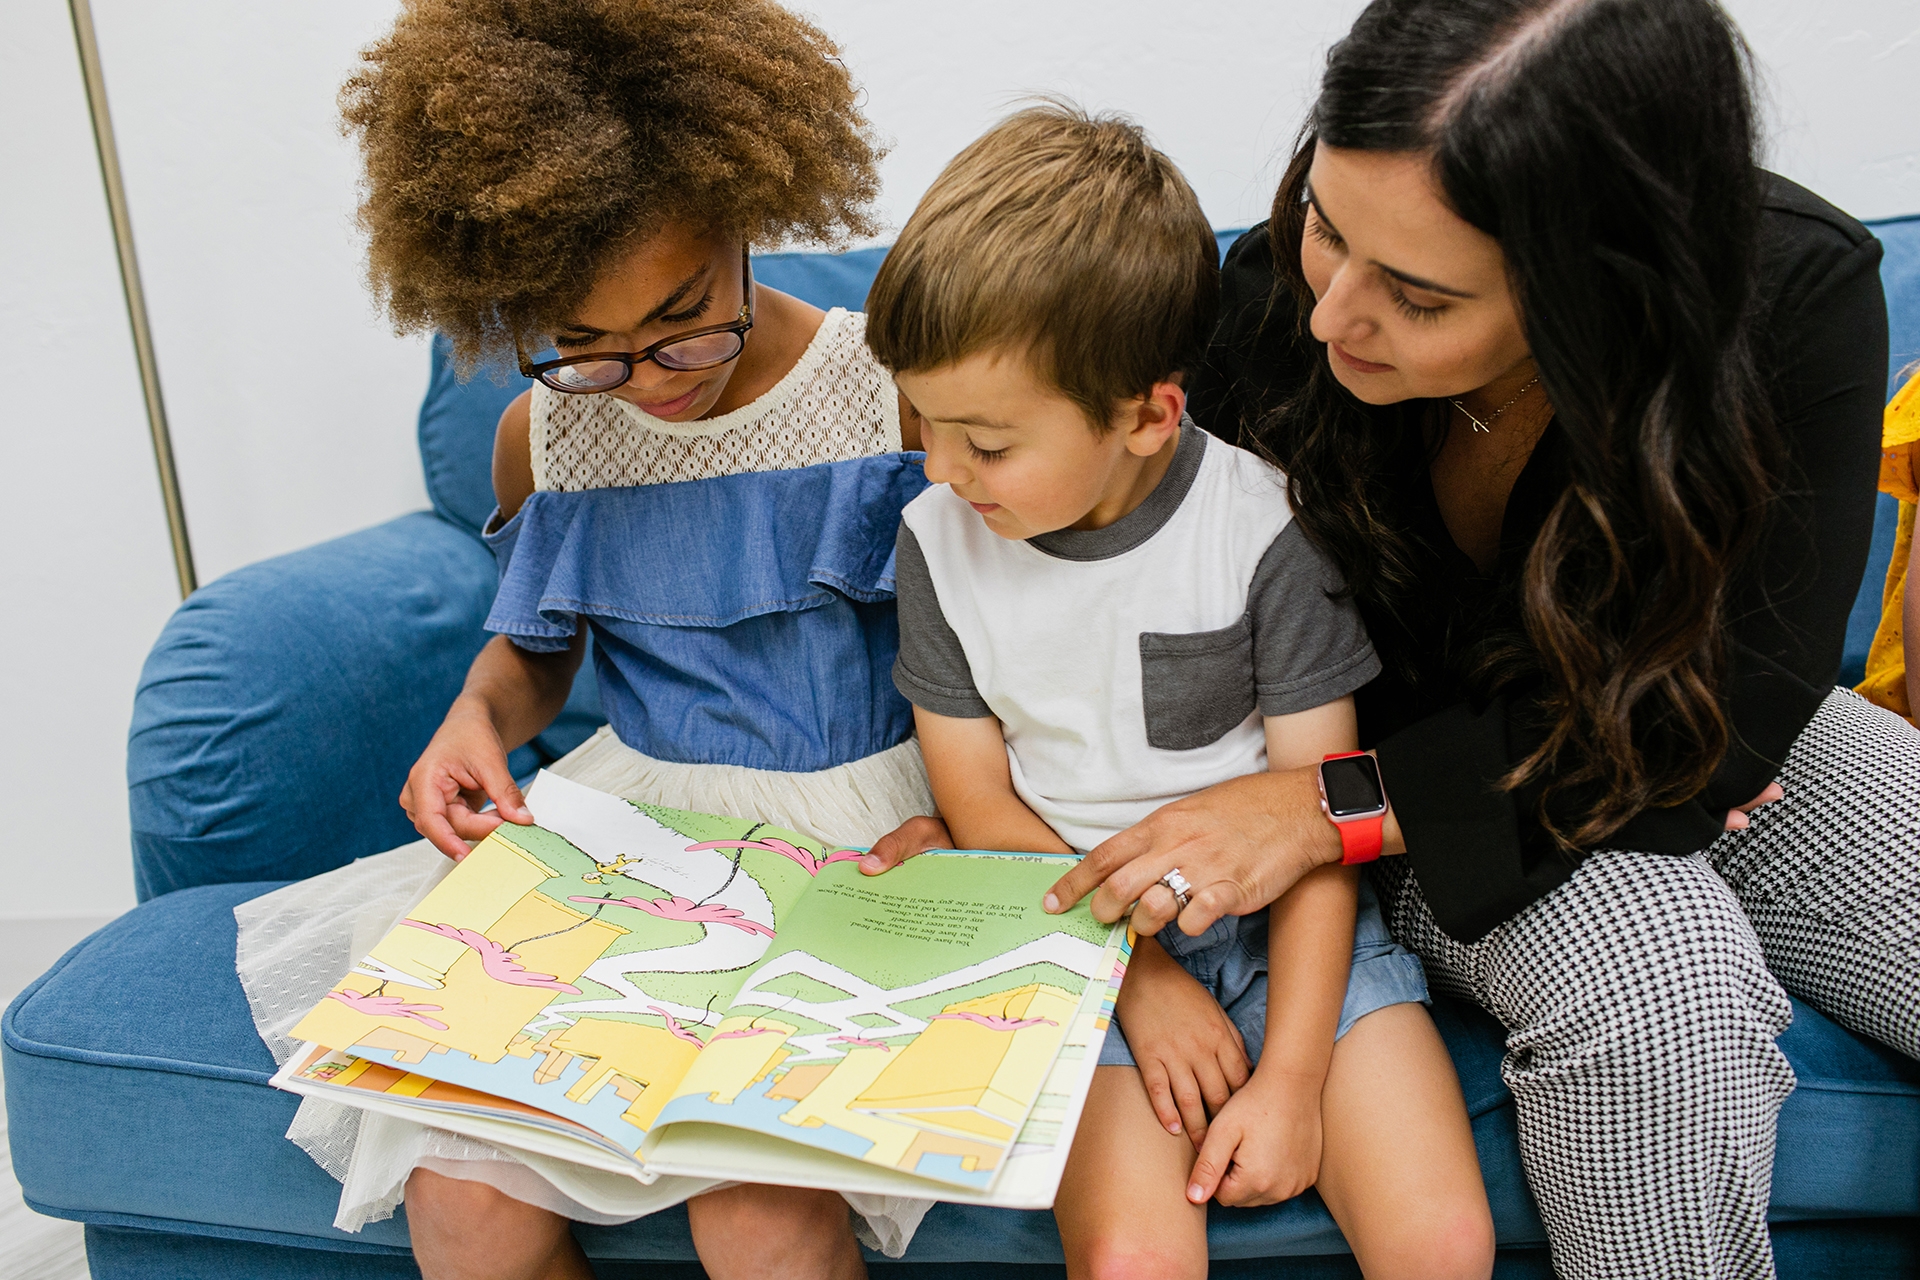 You have brains in your head.
You have feet in your shoes.
You can steer yourself
any direction you choose.
You're on your own. And you know what you know.
And YOU are the guy who'll decide where to go.